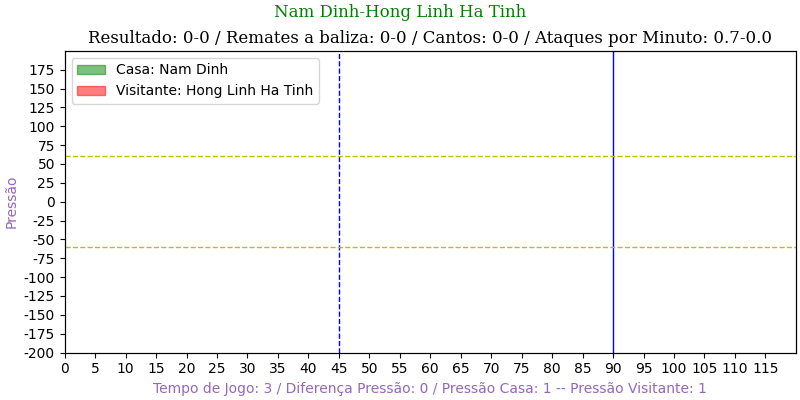 Nam Dinh-Hong Linh Ha Tinh
Resultado: 0-0 / Remates a baliza: 0-0 / Cantos: 0-0 / Ataques por Minuto: 0.7-0.0
Casa: Nam Dinh
Visitante: Hong Linh Ha Tinh
Pressão
175
150
125
100
75
50
25
0
-25
-50
-75
-100
-125
-150
-175
-200
0 5 10 15 20 25 30 35 40 45 50 55 60 65 70 75 80 85 90 95 100 105 110 115
Tempo de Jogo: 3 / Diferença Pressão: 0 / Pressão Casa: 1 -- Pressão Visitante: 1